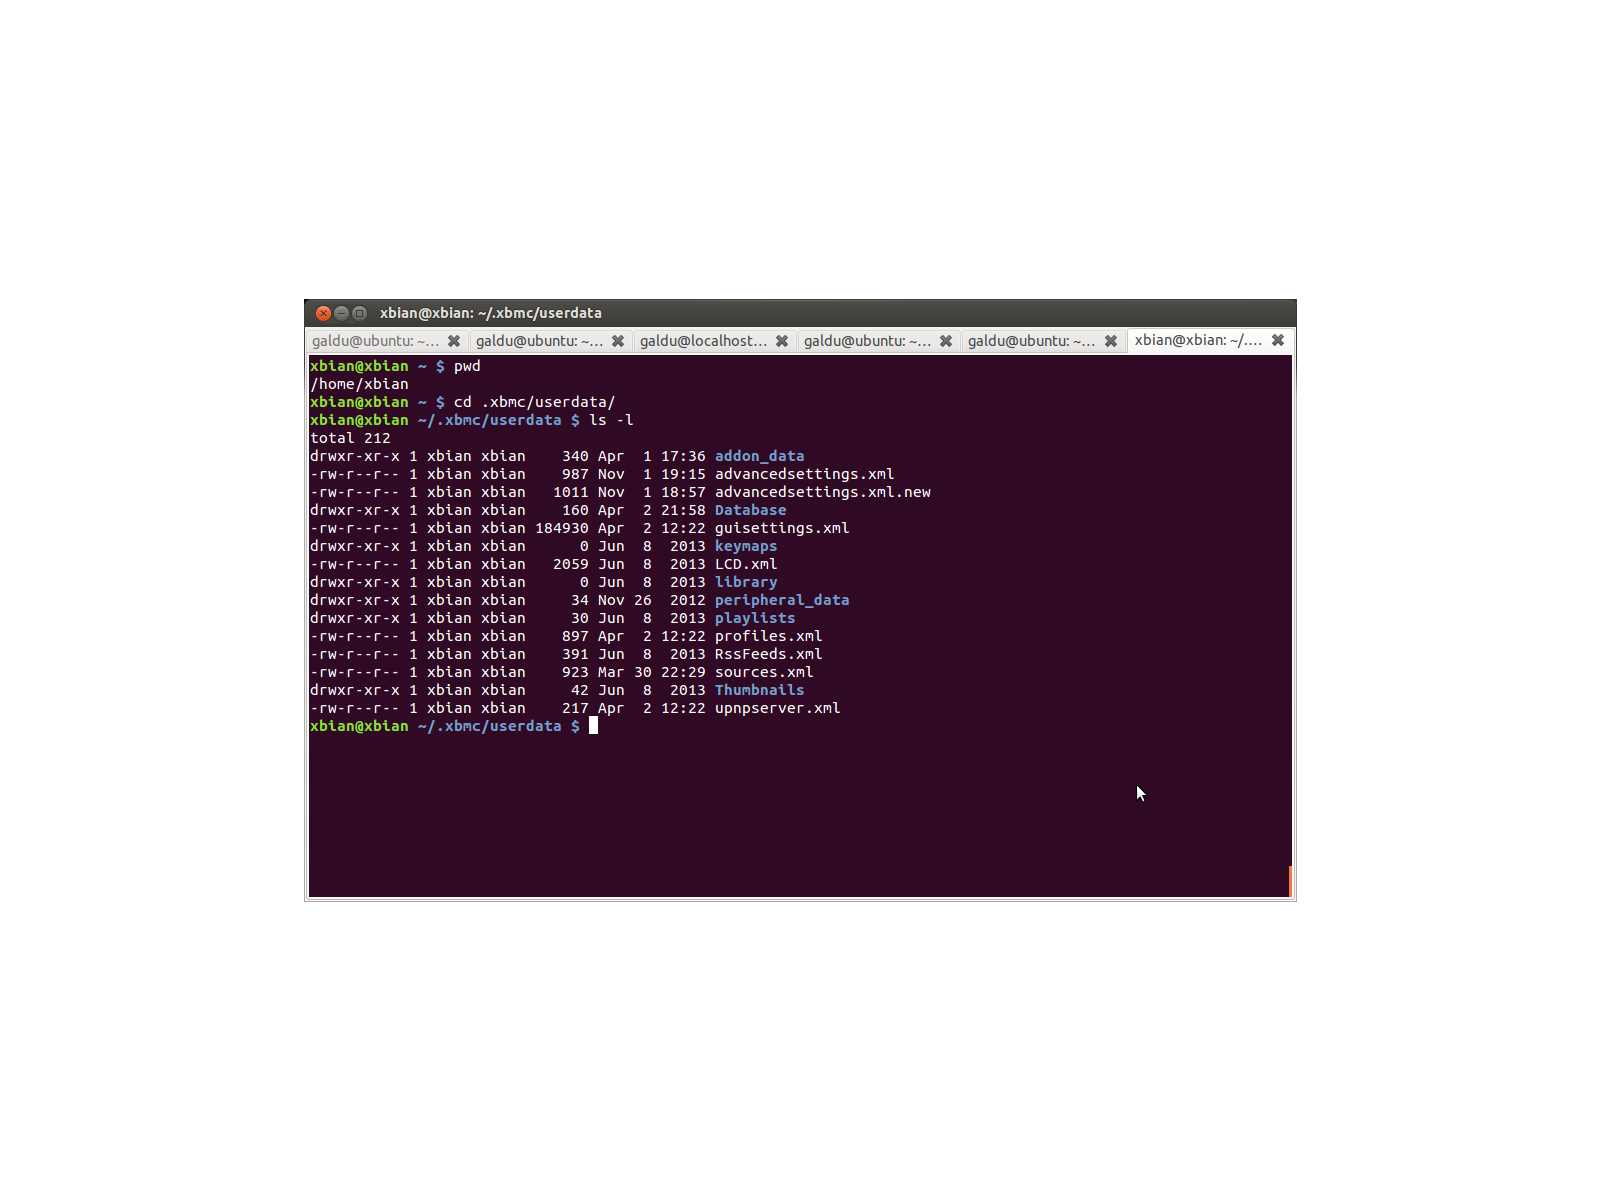 xbian@xbian: ~/.xbmc/userdata
galdu@ubuntu: ~... galdu@ubuntu: ~... galdu@localhost... galdu@ubuntu: ~... galdu@ubuntu: ~... xbian@xbian: ~/....
xbian@xbian ~ $ pwd
/home/xbian
xbian@xbian ~ $ cd .xbmc/userdata/
xbian@xbian ~/.xbmc/userdata $ ls -l
total 212
drwxr-xr-x 1 xbian xbian    340 Apr  1 17:36 addon_data
-rw-r--r-- 1 xbian xbian    987 Nov  1 19:15 advancedsettings.xml
-rw-r--r-- 1 xbian xbian   1011 Nov  1 18:57 advancedsettings.xml.new
drwxr-xr-x 1 xbian xbian    160 Apr  2 21:58 Database
-rw-r--r-- 1 xbian xbian 184930 Apr  2 12:22 guisettings.xml
drwxr-xr-x 1 xbian xbian      0 Jun  8  2013 keymaps
-rw-r--r-- 1 xbian xbian   2059 Jun  8  2013 LCD.xml
drwxr-xr-x 1 xbian xbian      0 Jun  8  2013 library
drwxr-xr-x 1 xbian xbian     34 Nov 26  2012 peripheral_data
drwxr-xr-x 1 xbian xbian     30 Jun  8  2013 playlists
-rw-r--r-- 1 xbian xbian    897 Apr  2 12:22 profiles.xml
-rw-r--r-- 1 xbian xbian    391 Jun  8  2013 RssFeeds.xml
-rw-r--r-- 1 xbian xbian    923 Mar 30 22:29 sources.xml
drwxr-xr-x 1 xbian xbian     42 Jun  8  2013 Thumbnails
-rw-r--r-- 1 xbian xbian    217 Apr  2 12:22 upnpserver.xml
xbian@xbian ~/.xbmc/userdata $